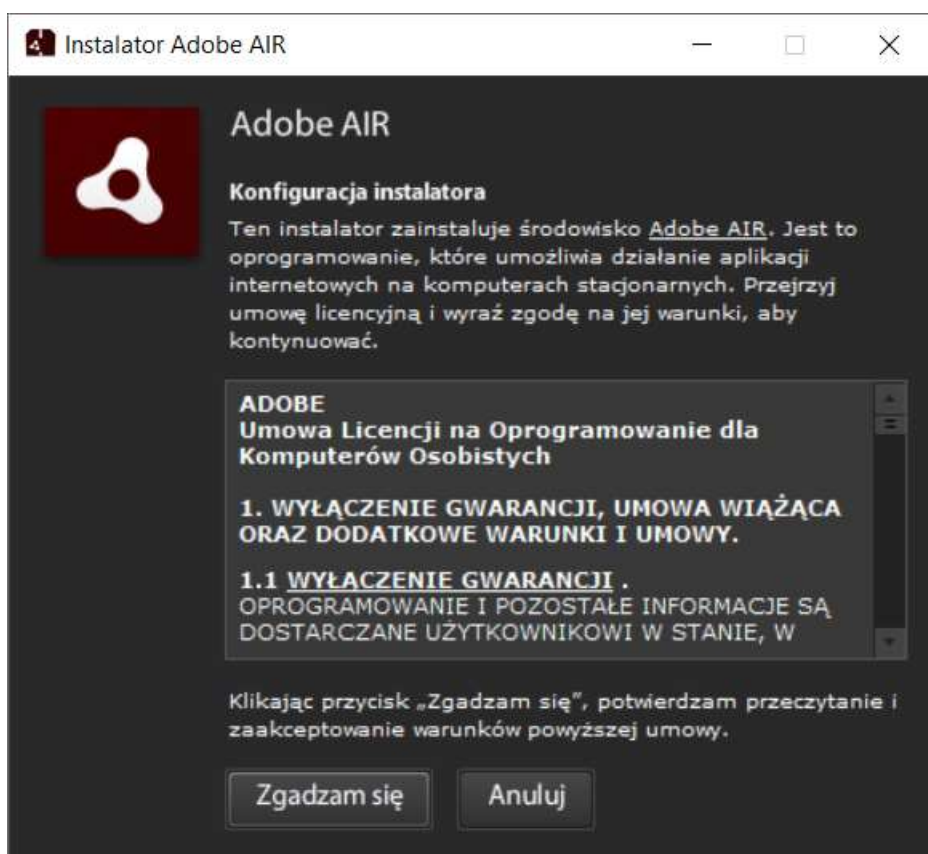 Instalator Adobe AIR
Adobe AIR
Konfiguracja instalatora
Ten instalator zainstaluje środowisko Adobe AIR. Jest to
oprogramowanie, które umożliwia działanie aplikacji
internetowych na komputerach stacjonarnych. Przejrzyj
umowę licencyjną i wyraź zgodę na jej warunki, aby
kontynuować.
ADOBE
Umowa Licencji na Oprogramowanie dla
Komputerów Osobistych
1. WYŁĄCZENIE GWARANCJI, UMOWA WIĄŻĄCA
ORAZ DODATKOWE WARUNKI I UMOWY.
1.1 WYŁĄCZENIE GWARANCJI .
OPROGRAMOWANIE I POZOSTAŁE INFORMACJE SĄ
DOSTARCZANE UŻYTKOWNIKOWI W STANIE, W
Klikając przycisk „Zgadzam się”, potwierdzam przeczytanie i
zaakceptowanie warunków powyższej umowy.
Zgadzam się Anuluj